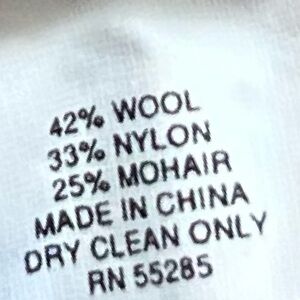 42% WOOL
33% NYLON
25% MOHAIR
MADE IN CHINA
DRY CLEAN ONLY
RN 55285